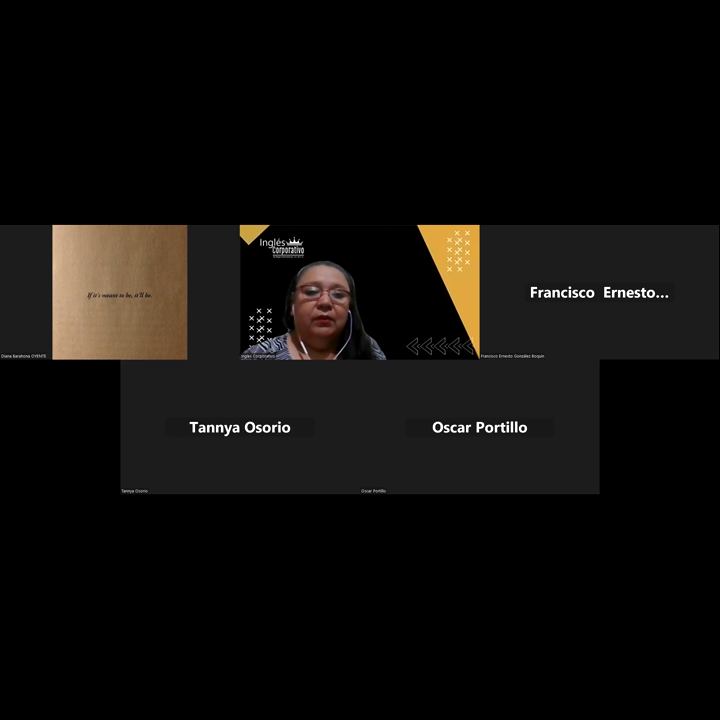 If it's meant to be, it'll be.
Diana Barahona OYENTE
Inglés
Corporativo
Inglés Corporativo
Francisco Ernesto...
Francisco Ernesto González Boquin
Tannya Osorio
Tannya Osorio
Oscar Portillo
Oscar Portillo